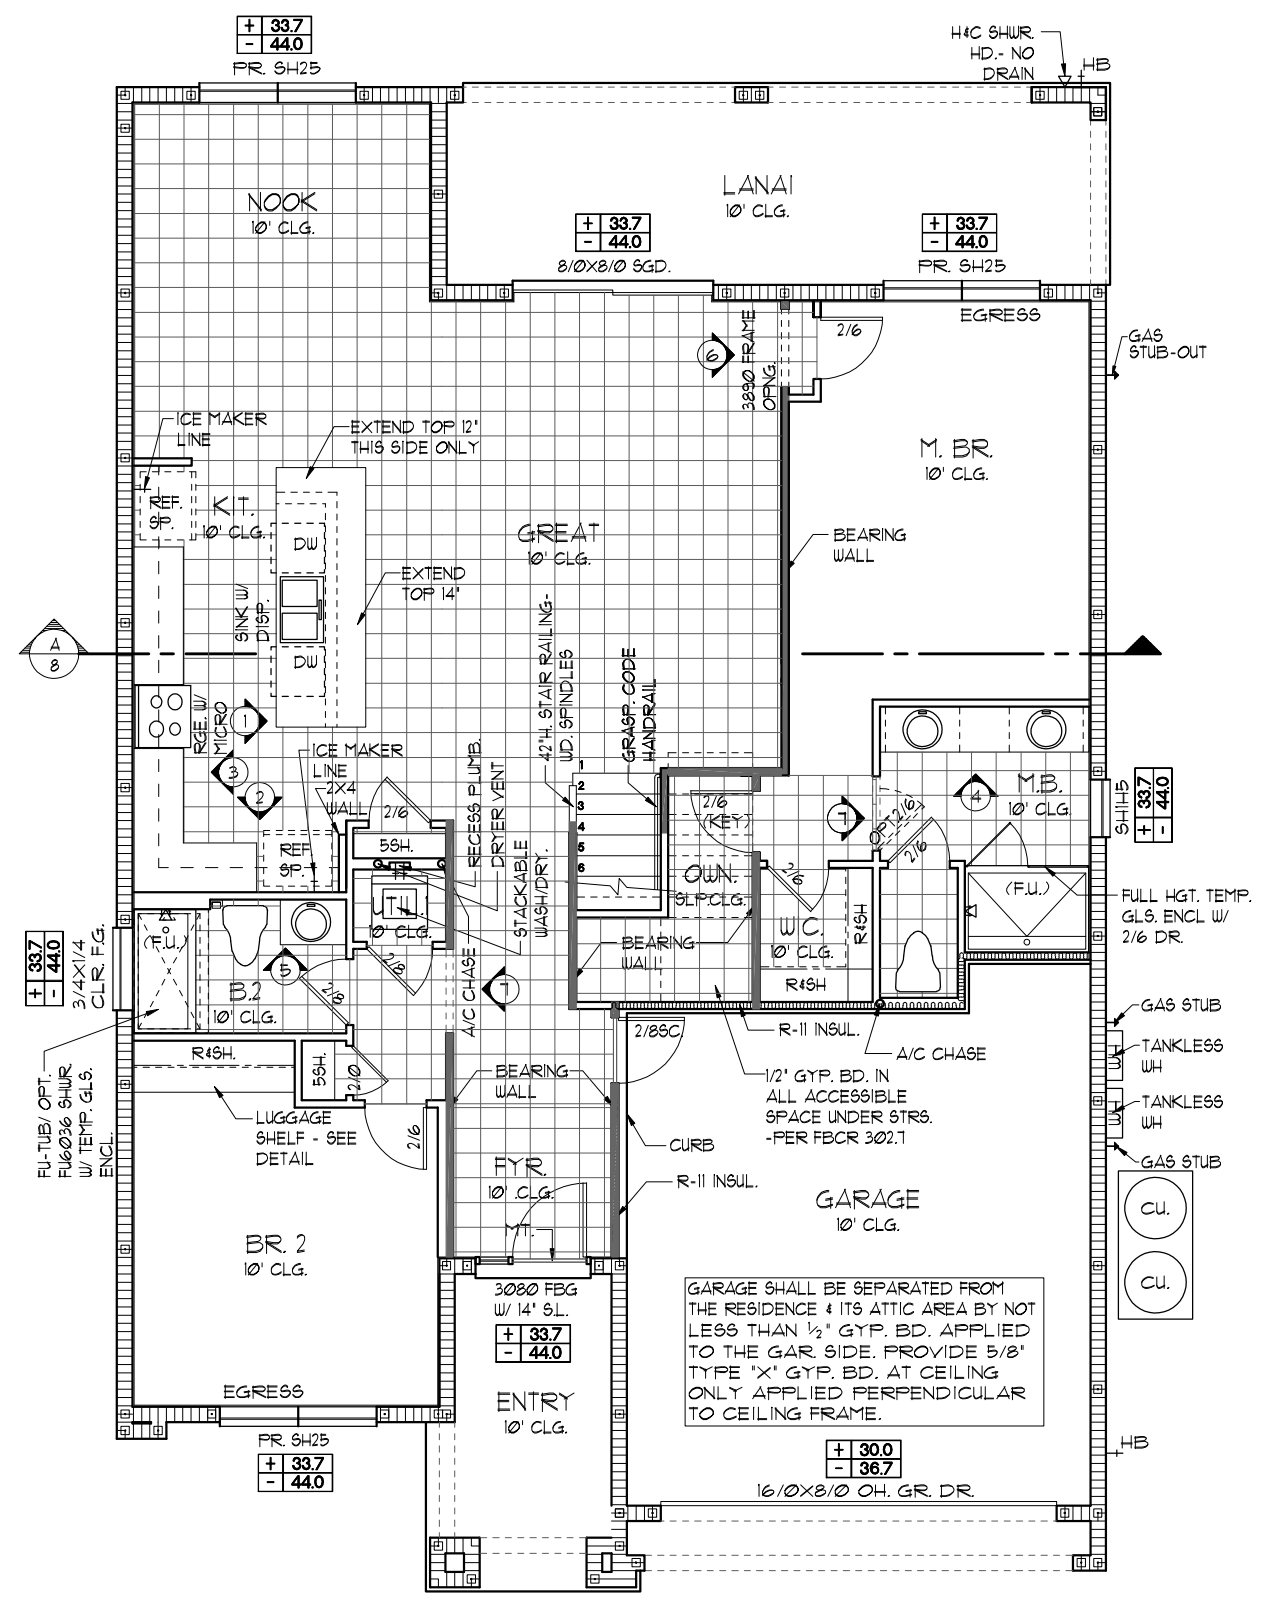 + 33.7
- 44.0
PR. SH25
H&C SHWR.
HD.- NO
DRAIN
HB
NOOK
10' CLG.
LANAI
10' CLG.
+ 33.7
- 44.0
8/0X8/0 SGD.
+ 33.7
- 44.0
PR. SH25
EGRESS
2/6
6
3890 FRAME
OPNG.
GAS
STUB-OUT
ICE MAKER
LINE
EXTEND TOP 12"
THIS SIDE ONLY
M. BR.
10' CLG.
REF.
SP.
KIT.
10' CLG.
GREAT
10' CLG.
DW
BEARING
WALL
EXTEND
TOP 14"
SINK W/
DISP.
DW
A
8
42"H. STAIR RAILING-
WD. SPINDLES
GRASP. CODE
HANDRAIL
RGE. W/
MICRO
1
3
2
ICE MAKER
LINE
2X4
WALL
2/6
RECESS PLUMB.
DRYER VENT
1
2
3
4
5
6
2/6
(KEY)
7
OPT. 2/6
4
M.B.
10' CLG.
SH1H5
+ 33.7
- 44.0
REF
SP.
5SH.
2/6
UTIL.
10' CLG.
STACKABLE
WASH/DRY.
OWN.
SLP.CLG.
2/6
(F.U.)
FULL HGT. TEMP.
GLS. ENCL W/
2/6 DR.
+ 33.7
- 44.0
3/4X1/4
CLR. F.G.
(F.U.)
5
B.2
10' CLG.
2/8
2/8
A/C CHASE
7
BEARING
WALL
W.C.
10' CLG.
R&SH
R&SH
GAS STUB
R&SH.
5SH.
2/0
2/8SC.
R-11 INSUL.
A/C CHASE
TANKLESS
WH
WH
TANKLESS
WH
WH
GAS STUB
FU-TUB/ OPT.
FU6036 SHWR.
W/ TEMP. GLS.
ENCL.
LUGGAGE
SHELF - SEE
DETAIL
2/6
BEARING
WALL
1/2" GYP. BD. IN
ALL ACCESSIBLE
SPACE UNDER STRS.
-PER FBCR 302.7
CURB
FYR.
10' CLG.
R-11 INSUL.
GARAGE
10' CLG.
CU.
CU.
MT.
BR. 2
10' CLG.
3080 FBG
W/ 14" S.L.
+ 33.7
- 44.0
GARAGE SHALL BE SEPARATED FROM
THE RESIDENCE & ITS ATTIC AREA BY NOT
LESS THAN ½" GYP. BD. APPLIED
TO THE GAR. SIDE. PROVIDE 5/8"
TYPE "X" GYP. BD. AT CEILING
ONLY APPLIED PERPENDICULAR
TO CEILING FRAME.
EGRESS
PR. SH25
+ 33.7
- 44.0
ENTRY
10' CLG.
HB
+ 30.0
- 36.7
16/0X8/0 OH. GR. DR.